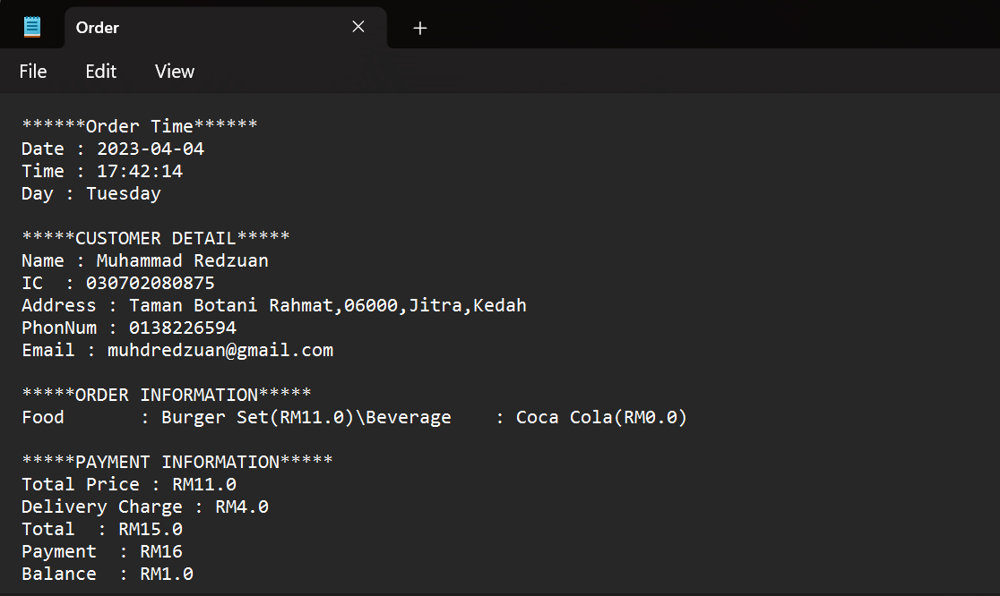 Order
File Edit View
******Order Time******
Date : 2023-04-04
Time : 17:42:14
Day : Tuesday
*****CUSTOMER DETAIL*****
Name : Muhammad Redzuan
IC  : 030702080875
Address : Taman Botani Rahmat,06000,Jitra,Kedah
PhonNum : 0138226594
Email : muhdredzuan@gmail.com
*****ORDER INFORMATION*****
Food       : Burger Set(RM11.0)\Beverage    : Coca Cola(RM0.0)
*****PAYMENT INFORMATION*****
Total Price : RM11.0
Delivery Charge : RM4.0
Total  : RM15.0
Payment  : RM16
Balance  : RM1.0